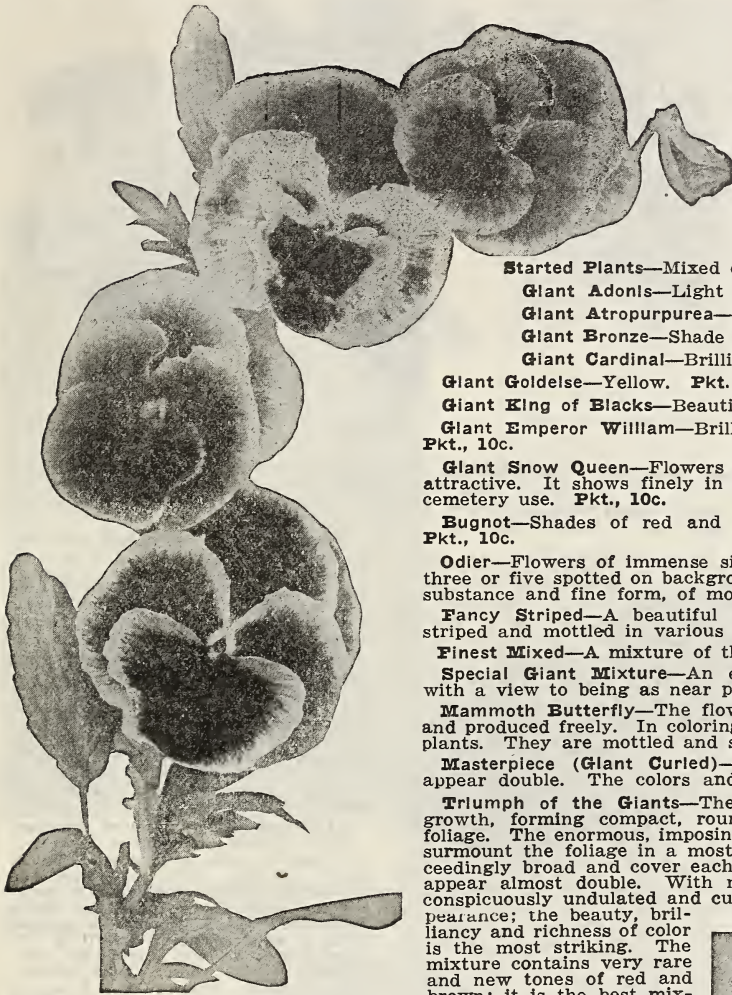 Started Plants—Mixed
Giant Adonis—Light
Giant Atropurpurea—
Giant Bronze—Shade
Giant Cardinal—Brilli
Giant Goldelse—Yellow. Pkt.
Giant King of Blacks—Beauti
Giant Emperor William—Bril
Pkt., 10c.
Giant Snow Queen—Flowers
attractive. It shows finely in
cemetery use. Pkt., 10c.
Bugnot—Shades of red and
Pkt., 10c.
Odier—Flowers of immense si
three or five spotted on backgro
substance and fine form, of mo
Fancy Striped—A beautiful
striped and mottled in various
Finest Mixed—A mixture of th
Special Giant Mixture—An e
with a view to being as near p
Mammoth Butterfly—The flow
and produced freely. In coloring
plants. They are mottled and s
Masterpiece (Giant Curled)—
appear double. The colors and
Triumph of the Giants—The
growth, forming compact, roun
foliage. The enormous, imposin
surmount the foliage in a most
ceedingly broad and cover each
appear almost double. With
conspicuously undulated and cu
pearance; the beauty, bril-
liancy and richness of color
is the most striking. The
mixture contains very rare
and new tones of red and
brown; it is the best mix-